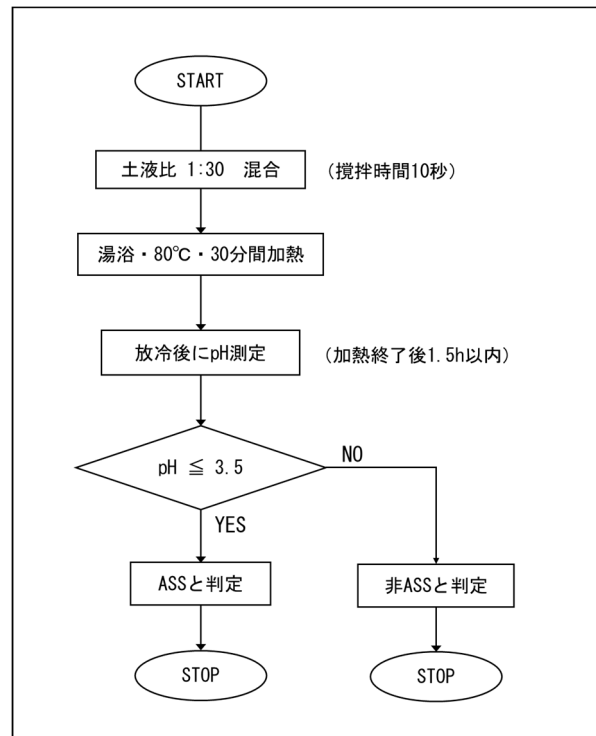 START
土液比 1:30　混合
（撹拌時間10秒）
湯浴・80℃・30分間加熱
放冷後にpH測定
（加熱終了後1.5h以内）
pH ≦ 3.5
NO
YES
ASSと判定
非ASSと判定
STOP
STOP